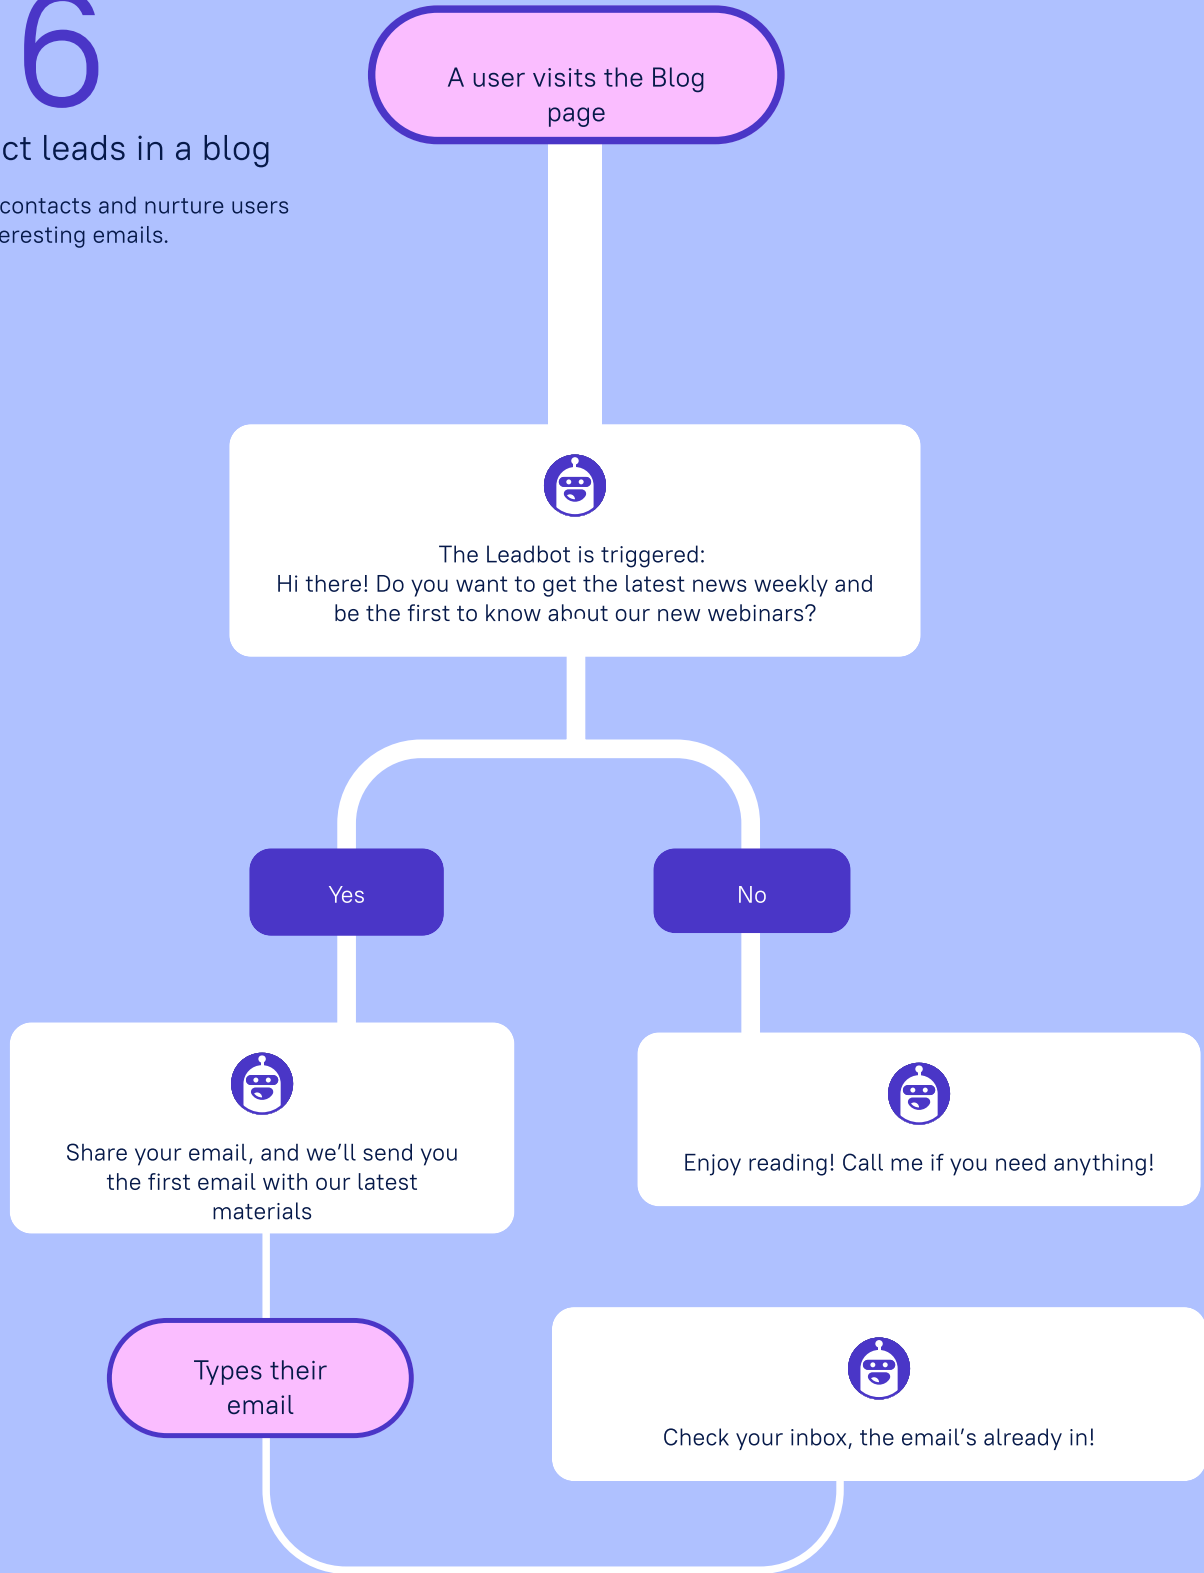 6
ct leads in a blog
contacts and nurture users
eresting emails.
A user visits the Blog
page
The Leadbot is triggered:
Hi there! Do you want to get the latest news weekly and
be the first to know about our new webinars?
Yes
No
Share your email, and we’ll send you
the first email with our latest
materials
Enjoy reading! Call me if you need anything!
Types their
email
Check your inbox, the email’s already in!